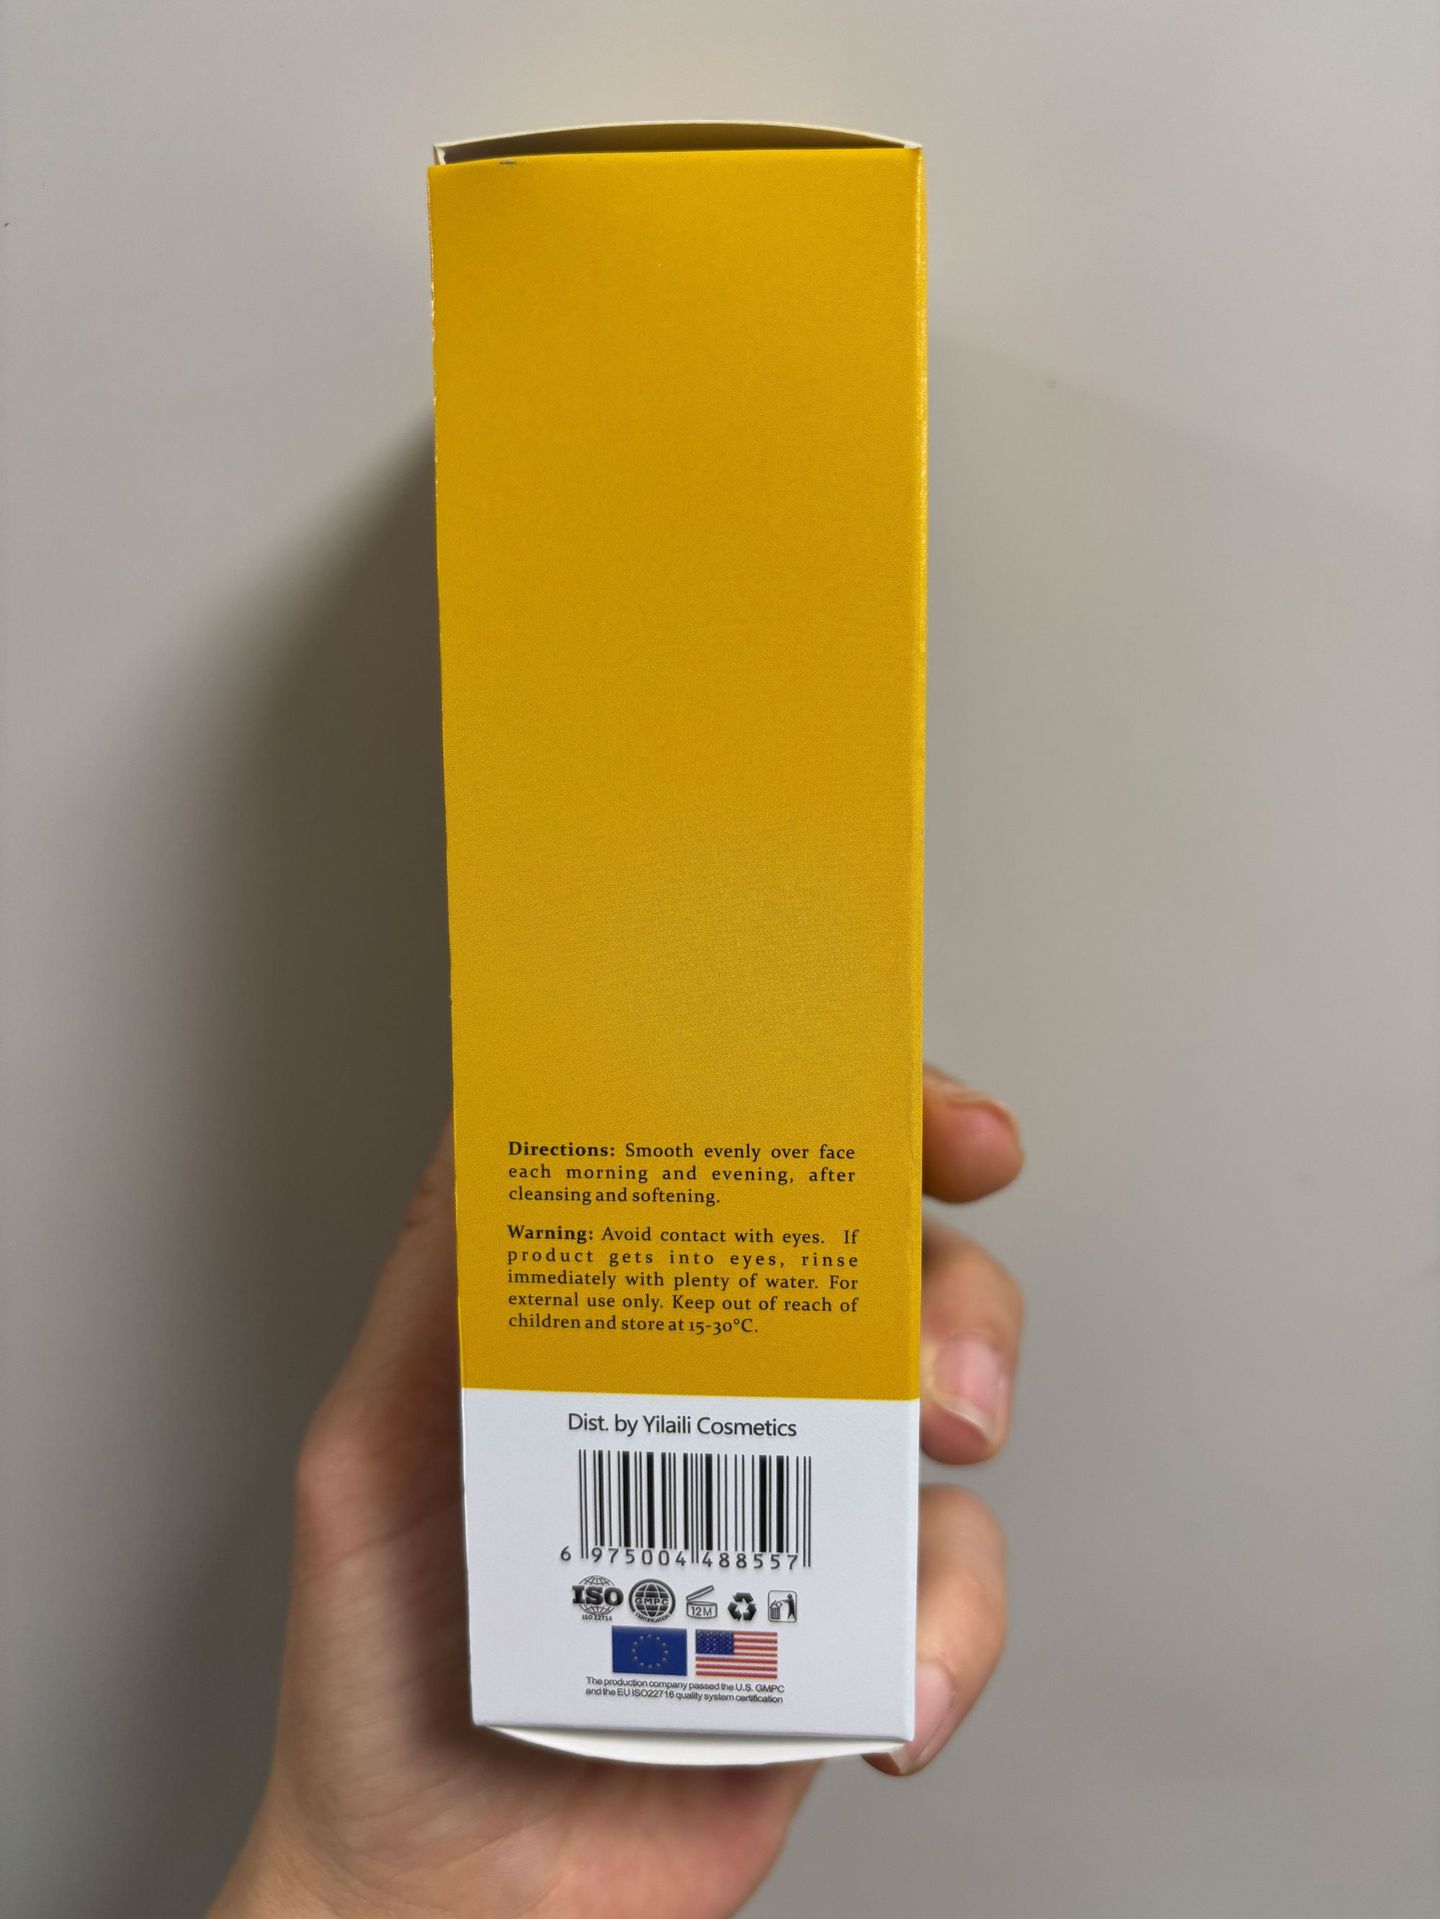 Directions: Smooth evenly over face
each morning and evening, after
cleansing and softening.
Warning: Avoid contact with eyes. If
product gets into eyes, rinse
immediately with plenty of water. For
external use only. Keep out of reach of
children and store at 15-30°C.
Dist. by Yilaili Cosmetics
6 975004 488557
ISO
ISO 22716
GMPC
CERTIFICATION
12M
The production company passed the U.S. GMPC
and the EU ISO22716 quality system certification